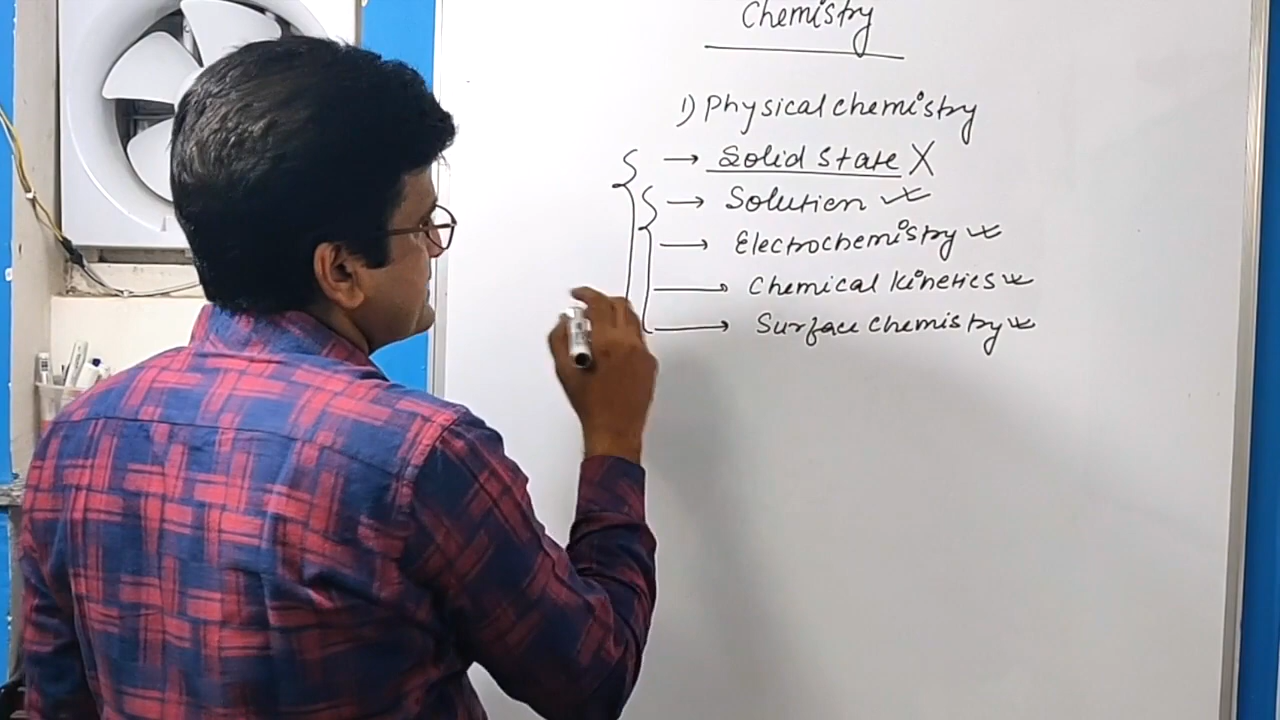 Chemistry
1) Physical chemistry
→ Solid state X
→ Solution
→ Electrochemistry
→ Chemical kinetics
→ Surface chemistry